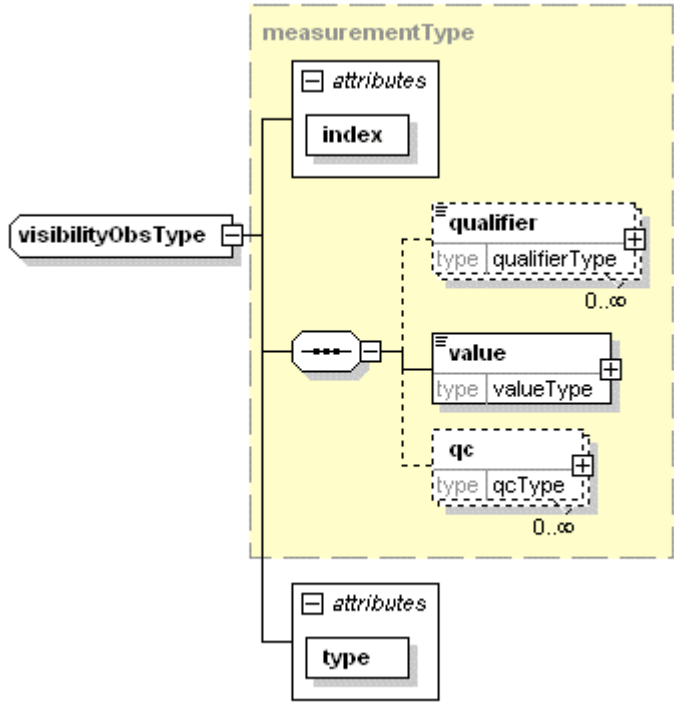 measurementType
attributes
index
visibilityObsType
qualifier
type qualifierType
0..∞
value
type valueType
qc
type qcType
0..∞
attributes
type